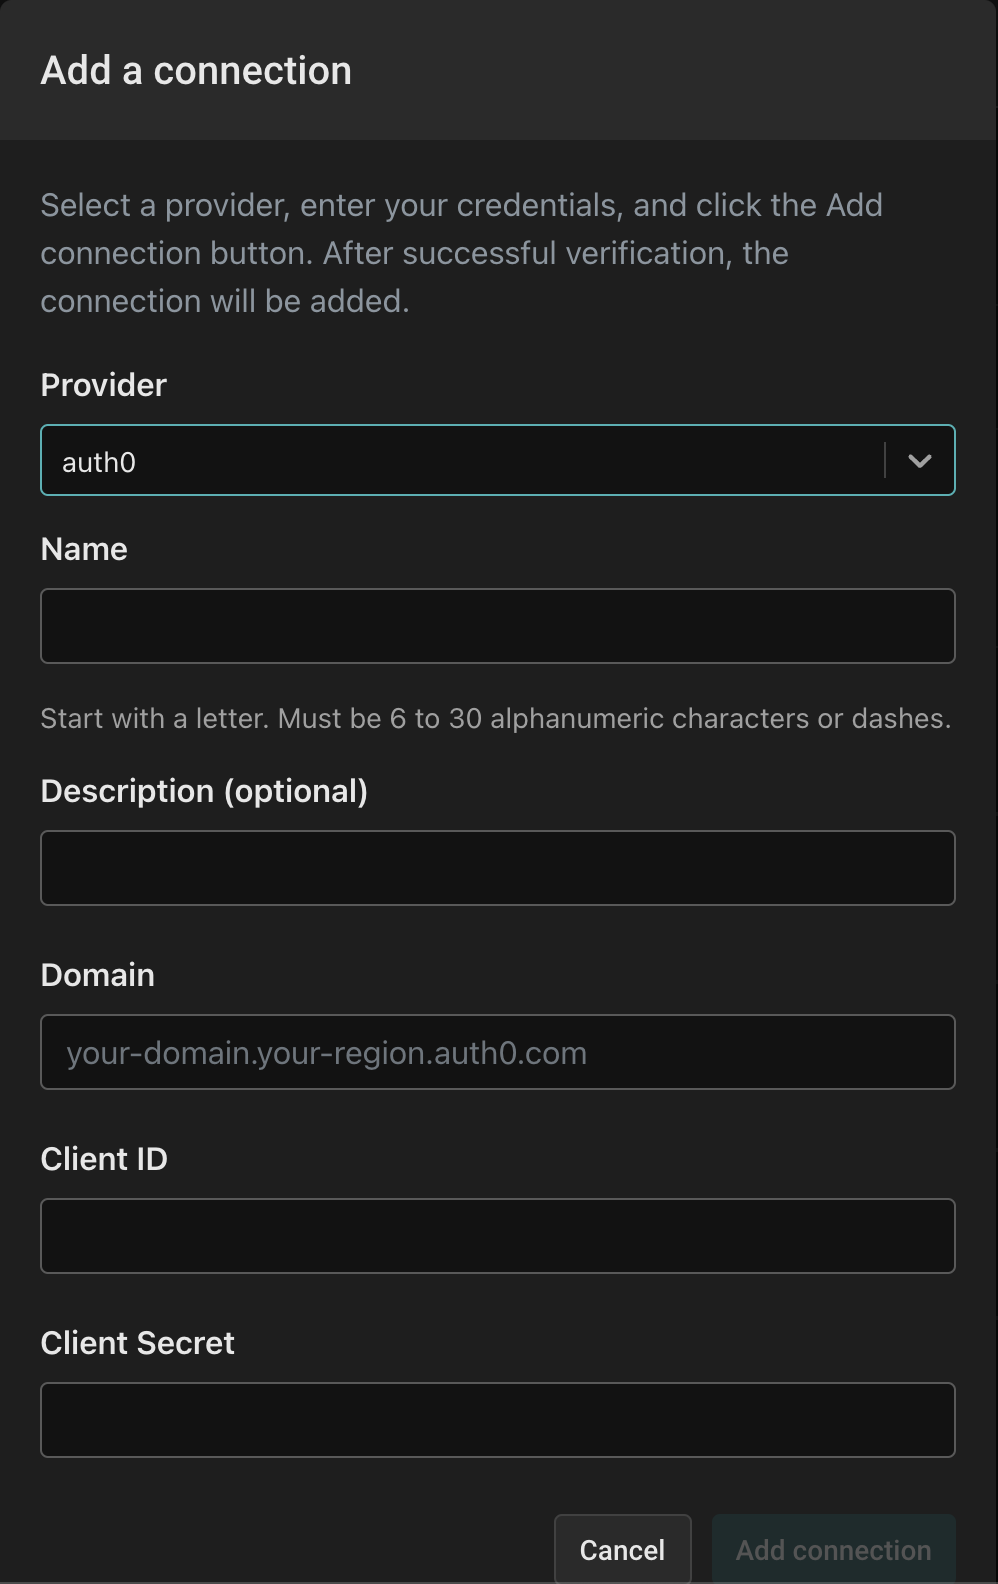 Add a connection
Select a provider, enter your credentials, and click the Add
connection button. After successful verification, the
connection will be added.
Provider
auth0
Name
Start with a letter. Must be 6 to 30 alphanumeric characters or dashes.
Description (optional)
Domain
your-domain.your-region.auth0.com
Client ID
Client Secret
Cancel
Add connection